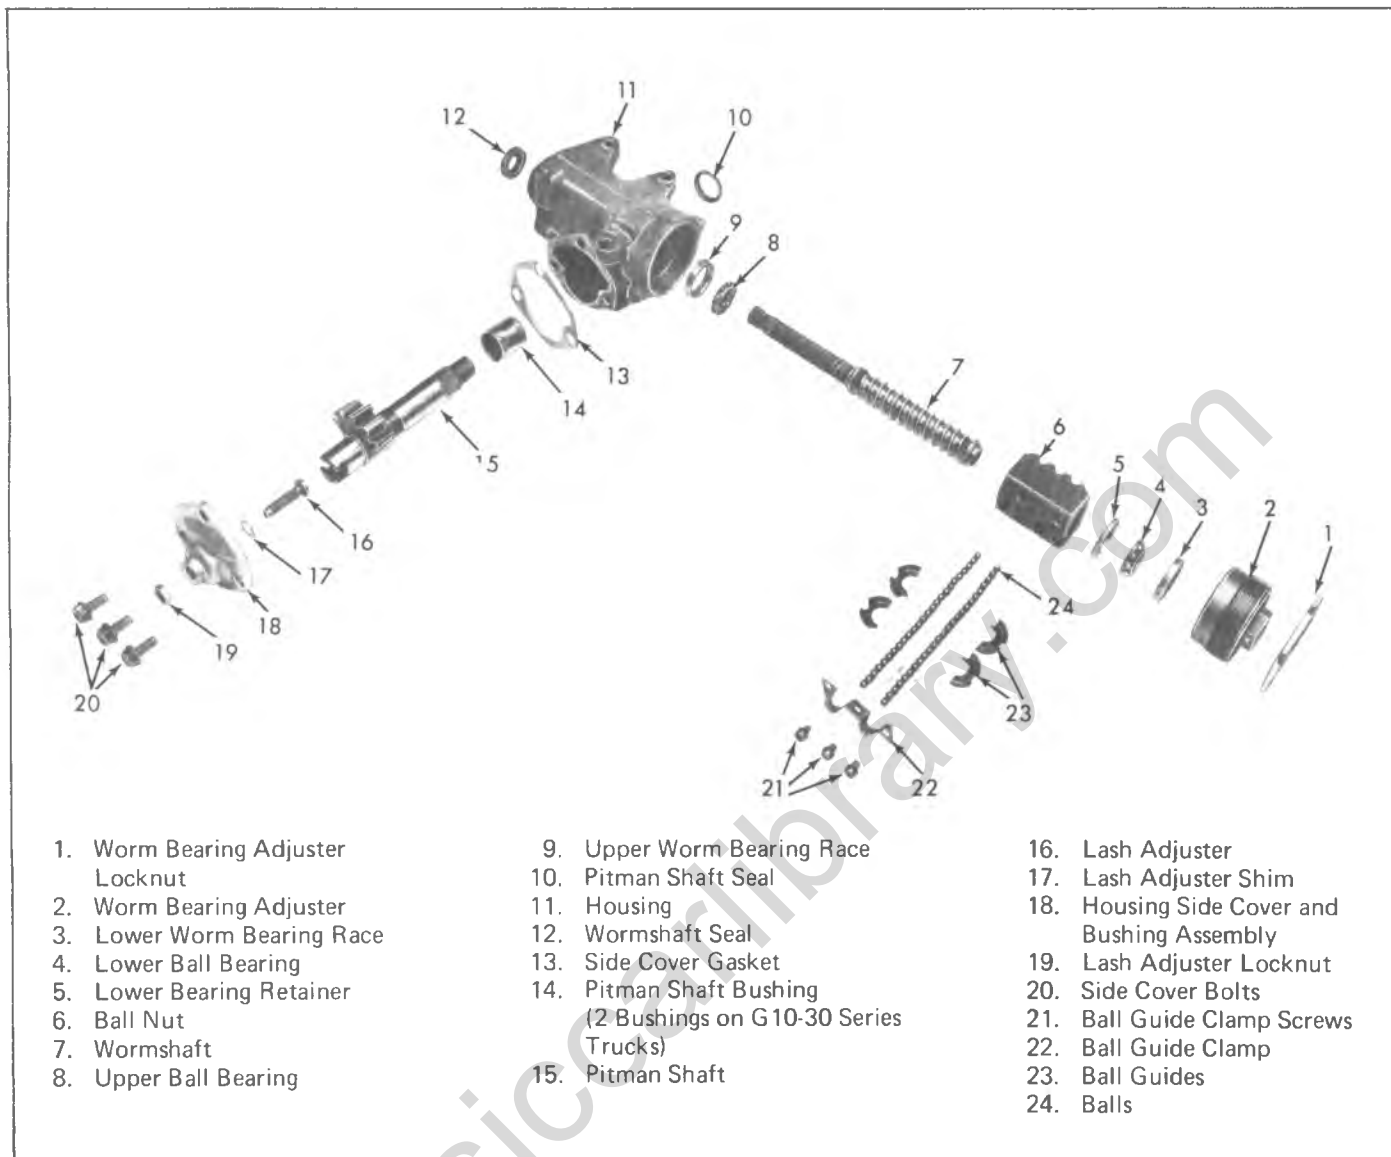 11
12
10
9
8
7
13
14
6
15
5
4
3
2
1
16
17
18
24
19
20
23
21
22
1. Worm Bearing Adjuster
Locknut
2. Worm Bearing Adjuster
3. Lower Worm Bearing Race
4. Lower Ball Bearing
5. Lower Bearing Retainer
6. Ball Nut
7. Wormshaft
8. Upper Ball Bearing
9. Upper Worm Bearing Race
10. Pitman Shaft Seal
11. Housing
12. Wormshaft Seal
13. Side Cover Gasket
14. Pitman Shaft Bushing
(2 Bushings on G10-30 Series
Trucks)
15. Pitman Shaft
16. Lash Adjuster
17. Lash Adjuster Shim
18. Housing Side Cover and
Bushing Assembly
19. Lash Adjuster Locknut
20. Side Cover Bolts
21. Ball Guide Clamp Screws
22. Ball Guide Clamp
23. Ball Guides
24. Balls
siccarlibrary.com